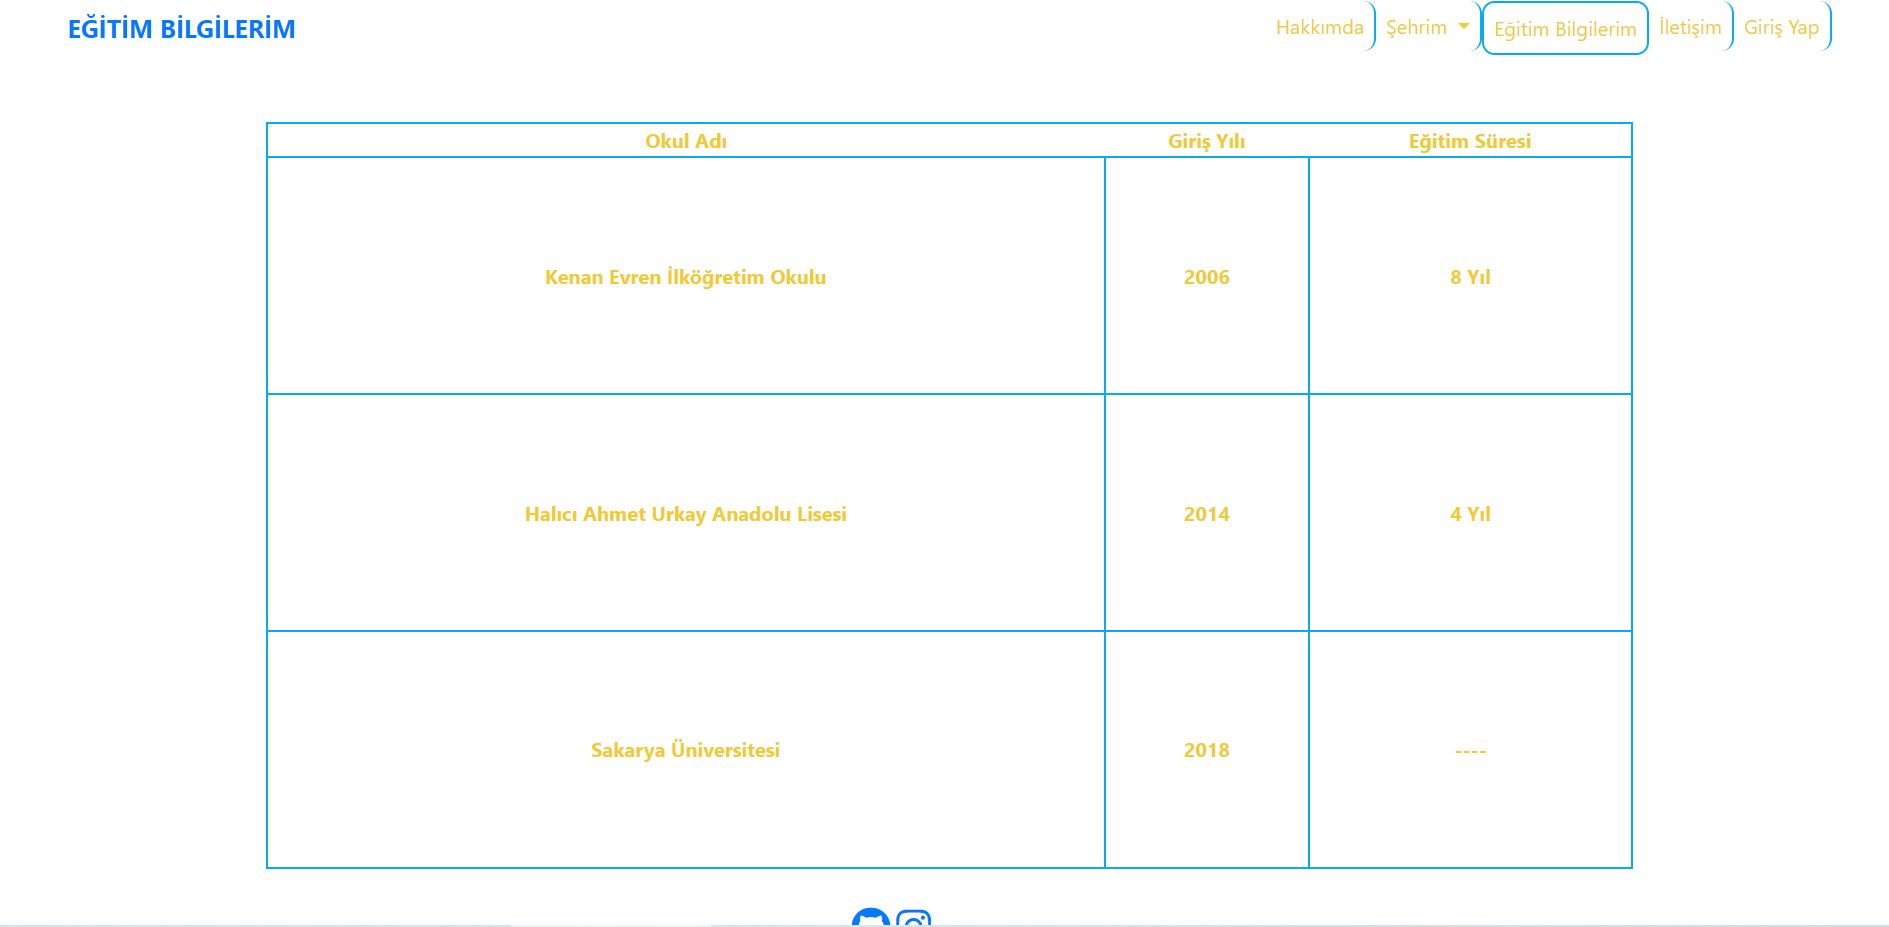 EĞİTİM BİLGİLERİM
Hakkımda Şehrim Eğitim Bilgilerim İletişim Giriş Yap
Okul Adı Giriş Yılı Eğitim Süresi
Kenan Evren İlköğretim Okulu 2006 8 Yıl
Halıcı Ahmet Urkay Anadolu Lisesi 2014 4 Yıl
Sakarya Üniversitesi 2018 ----